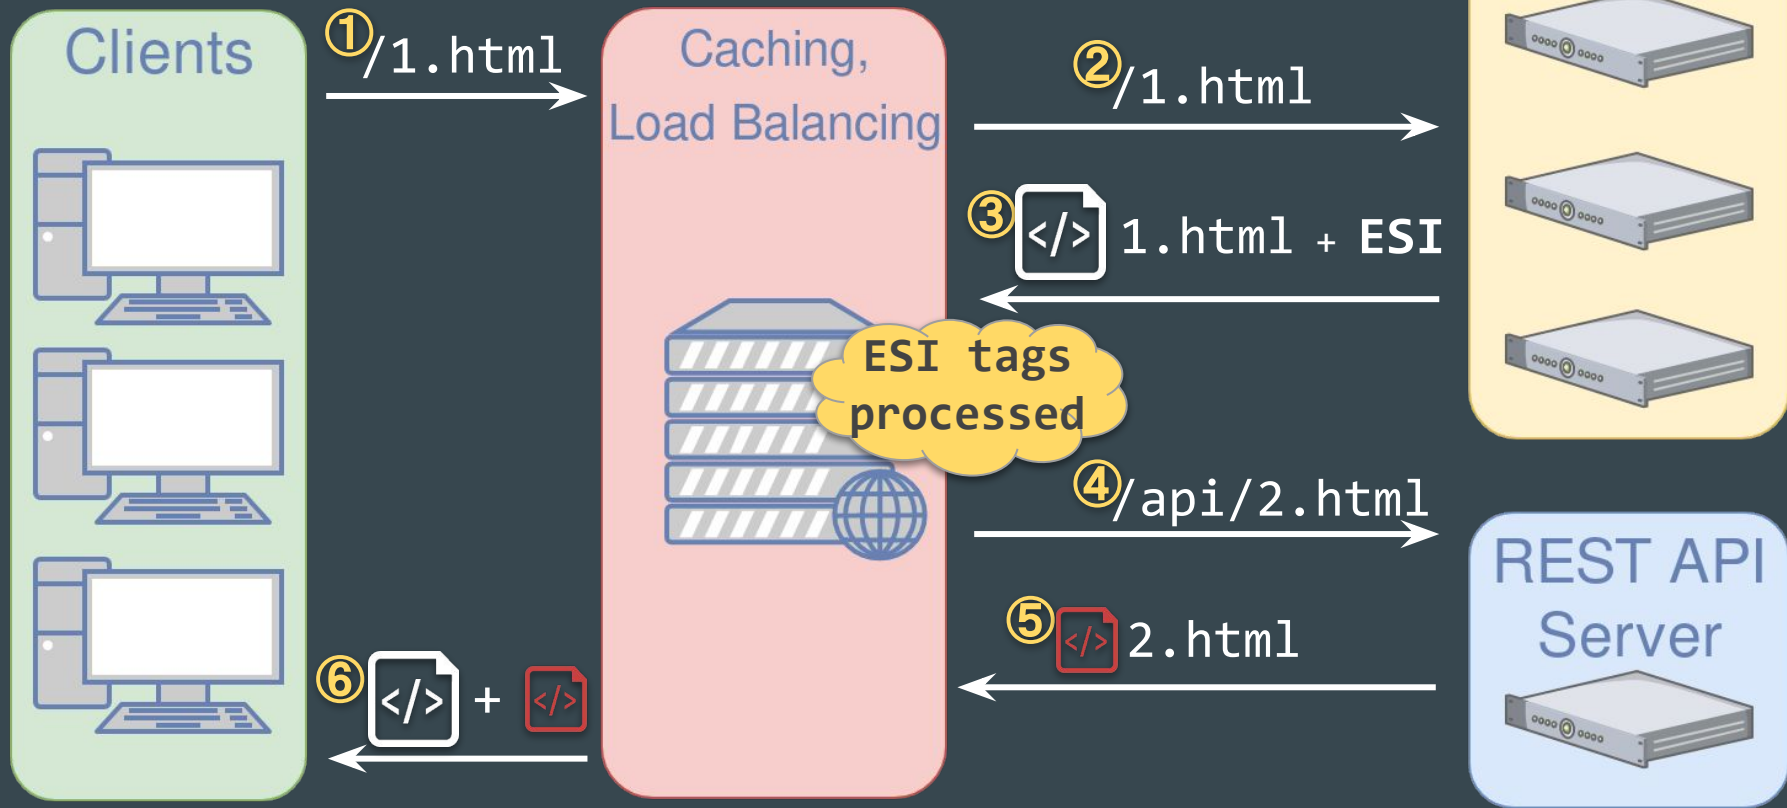 Clients
① /1.html
Caching,
Load Balancing
② /1.html
③ </> 1.html + ESI
ESI tags
processed
④ /api/2.html
REST API
Server
⑤ </> 2.html
⑥ </> + </>